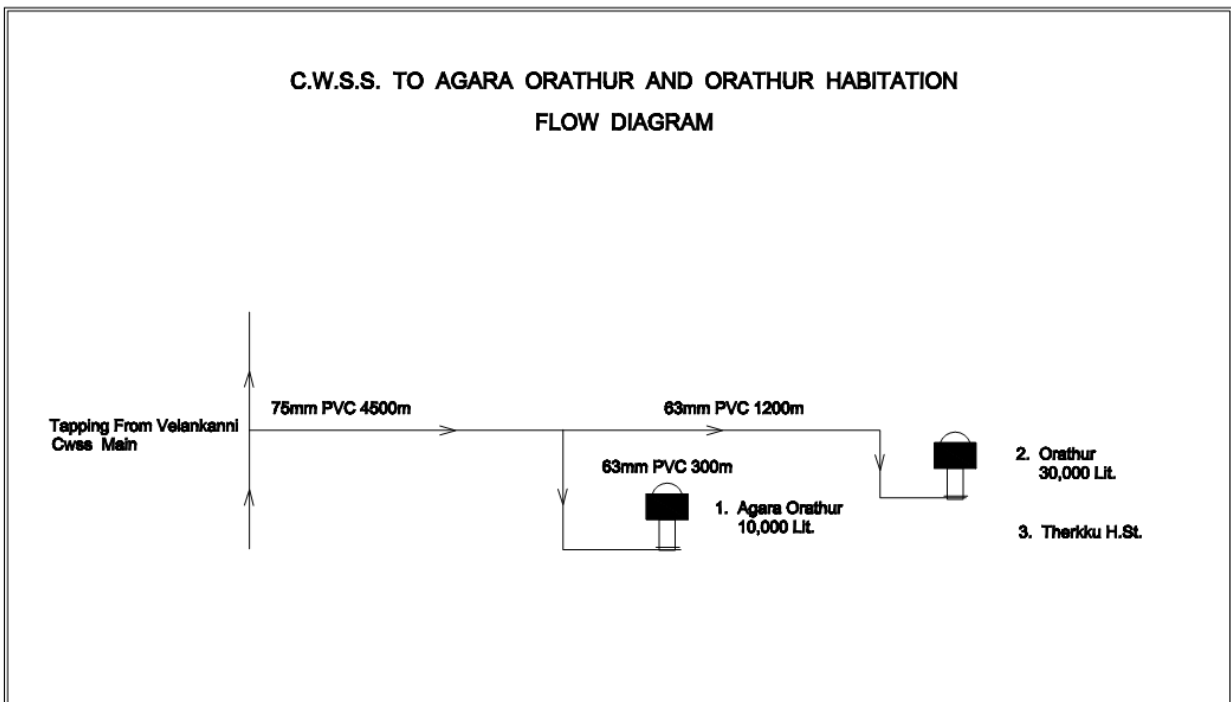 C.W.S.S. TO AGARA ORATHUR AND ORATHUR HABITATION
FLOW DIAGRAM
75mm PVC 4500m
63mm PVC 1200m
Tapping From Velankanni
Cwss Main
63mm PVC 300m
2. Orathur
30,000 Lit.
1. Agara Orathur
10,000 Lit.
3. Therkku H.St.